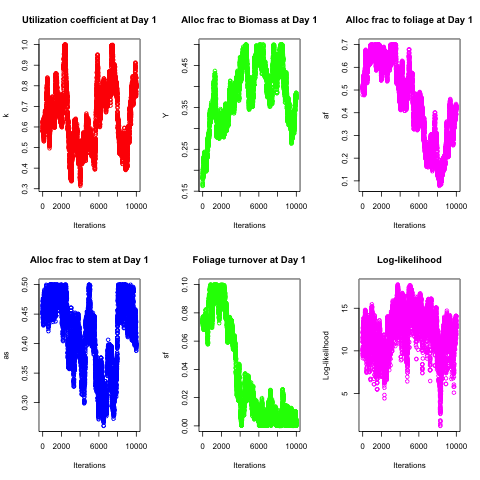 Utilization coefficient at Day 1
k
0.3 0.4 0.5 0.6 0.7 0.8 0.9 1.0
0 2000 6000 10000
Iterations
Alloc frac to Biomass at Day 1
Y
0.15 0.25 0.35 0.45
0 2000 6000 10000
Iterations
Alloc frac to foliage at Day 1
af
0.1 0.2 0.3 0.4 0.5 0.6 0.7
0 2000 6000 10000
Iterations
Alloc frac to stem at Day 1
as
0.30 0.35 0.40 0.45 0.50
0 2000 6000 10000
Iterations
Foliage turnover at Day 1
sf
0.00 0.02 0.04 0.06 0.08 0.10
0 2000 6000 10000
Iterations
Log-likelihood
Log-likelihood
5 10 15
0 2000 6000 10000
Iterations